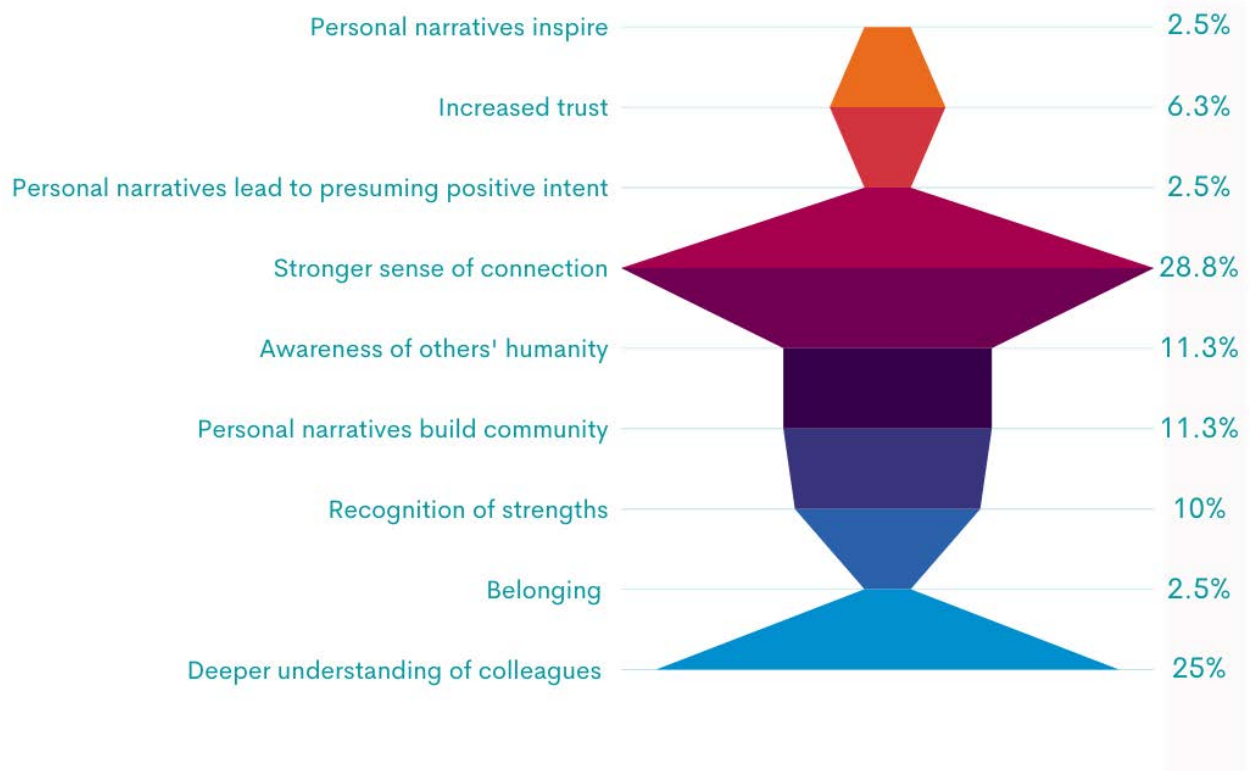 Personal narratives inspire 2.5%
Increased trust 6.3%
Personal narratives lead to presuming positive intent 2.5%
Stronger sense of connection 28.8%
Awareness of others' humanity 11.3%
Personal narratives build community 11.3%
Recognition of strengths 10%
Belonging 2.5%
Deeper understanding of colleagues 25%